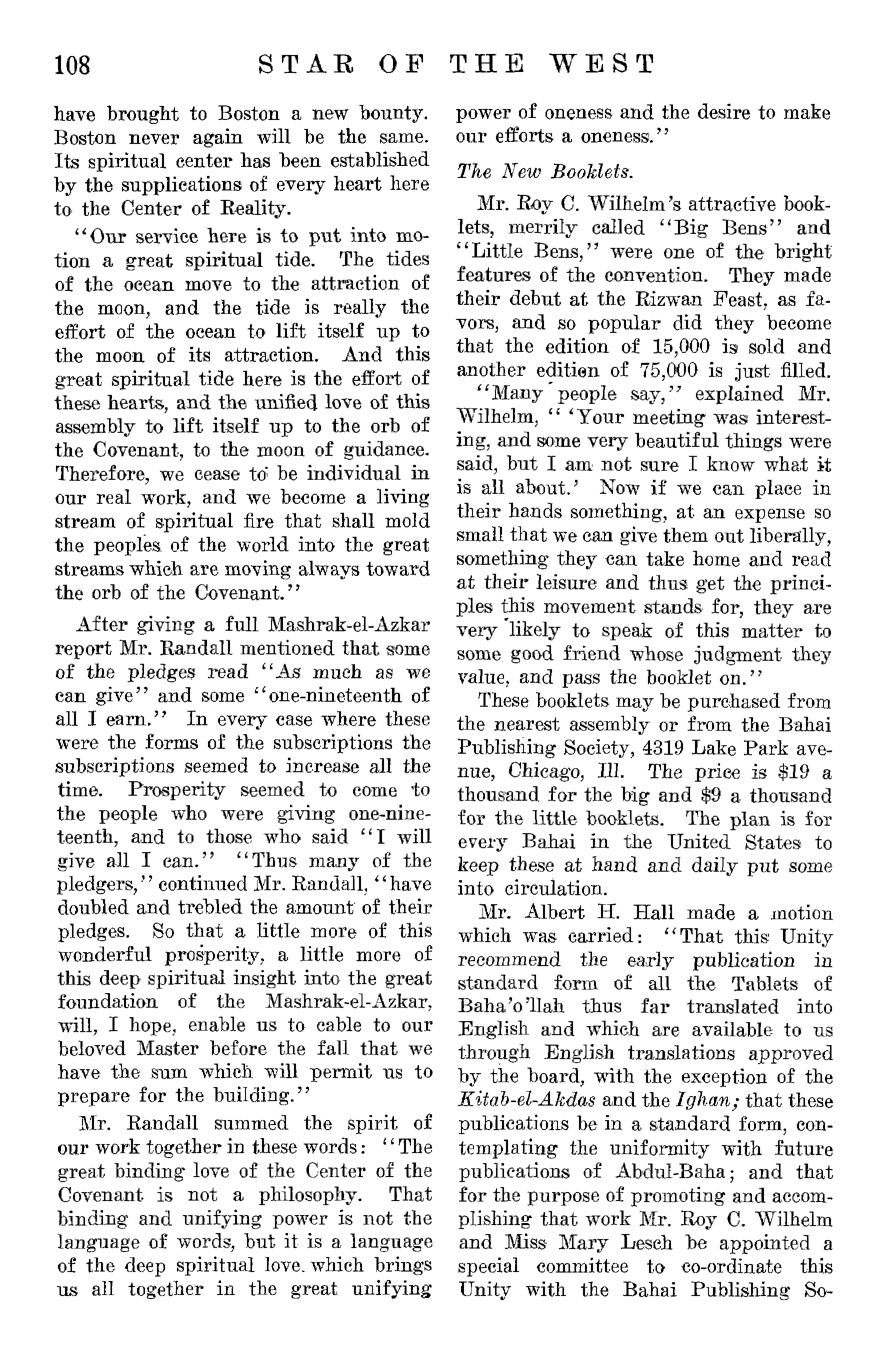 108 STAR OF THE WEST
have brought to Boston a new bounty.
Boston never again will be the same.
Its spiritual center has been established
by the supplications of every heart here
to the Center of Reality.
"Our service here is to put into mo-
tion a great spiritual tide. The tides
of the ocean move to the attraction of
the moon, and the tide is really the
effort of the ocean to lift itself up to
the moon of its attraction. And this
great spiritual tide here is the effort of
these hearts, and the unified love of this
assembly to lift itself up to the orb of
the Covenant, to the moon of guidance.
Therefore, we cease to be individual in
our real work, and we become a living
stream of spiritual fire that shall mold
the peoples of the world into the great
streams which are moving always toward
the orb of the Covenant."
After giving a full Mashrak-el-Azkar
report Mr. Randall mentioned that some
of the pledges read "As much as we
can give" and some "one-nineteenth of
all I earn." In every case where these
were the forms of the subscriptions the
subscriptions seemed to increase all the
time. Prosperity seemed to come to
the people who were giving one-nine-
teenth, and to those who said "I will
give all I can." "Thus many of the
pledgers," continued Mr. Randall, "have
doubled and trebled the amount of their
pledges. So that a little more of this
wonderful prosperity, a little more of
this deep spiritual insight into the great
foundation of the Mashrak-el-Azkar,
will, I hope, enable us to cable to our
beloved Master before the fall that we
have the sum which will permit us to
prepare for the building."
Mr. Randall summed the spirit of
our work together in these words: "The
great binding love of the Center of the
Covenant is not a philosophy. That
binding and unifying power is not the
language of words, but it is a language
of the deep spiritual love which brings
us all together in the great unifying
power of oneness and the desire to make
our efforts a oneness."
The New Booklets.
Mr. Roy C. Wilhelm's attractive book-
lets, merrily called "Big Bens" and
"Little Bens," were one of the bright
features of the convention. They made
their debut at the Rizwan Feast, as fa-
vors, and so popular did they become
that the edition of 15,000 is sold and
another edition of 75,000 is just filled.
"Many people say," explained Mr.
Wilhelm, " 'Your meeting was interest-
ing, and some very beautiful things were
said, but I am not sure I know what it
is all about.' Now if we can place in
their hands something, at an expense so
small that we can give them out liberally,
something they can take home and read
at their leisure and thus get the princi-
ples this movement stands for, they are
very likely to speak of this matter to
some good friend whose judgment they
value, and pass the booklet on."
These booklets may be purchased from
the nearest assembly or from the Bahai
Publishing Society, 4319 Lake Park ave-
nue, Chicago, Ill. The price is $19 a
thousand for the big and $9 a thousand
for the little booklets. The plan is for
every Bahai in the United States to
keep these at hand and daily put some
into circulation.
Mr. Albert H. Hall made a motion
which was carried: "That this Unity
recommend the early publication in
standard form of all the Tablets of
Baha'o'llah thus far translated into
English and which are available to us
through English translations approved
by the board, with the exception of the
Kitab-el-Akdas and the Ighan; that these
publications be in a standard form, con-
templating the uniformity with future
publications of Abdul-Baha; and that
for the purpose of promoting and accom-
plishing that work Mr. Roy C. Wilhelm
and Miss Mary Lesch be appointed a
special committee to co-ordinate this
Unity with the Bahai Publishing So-